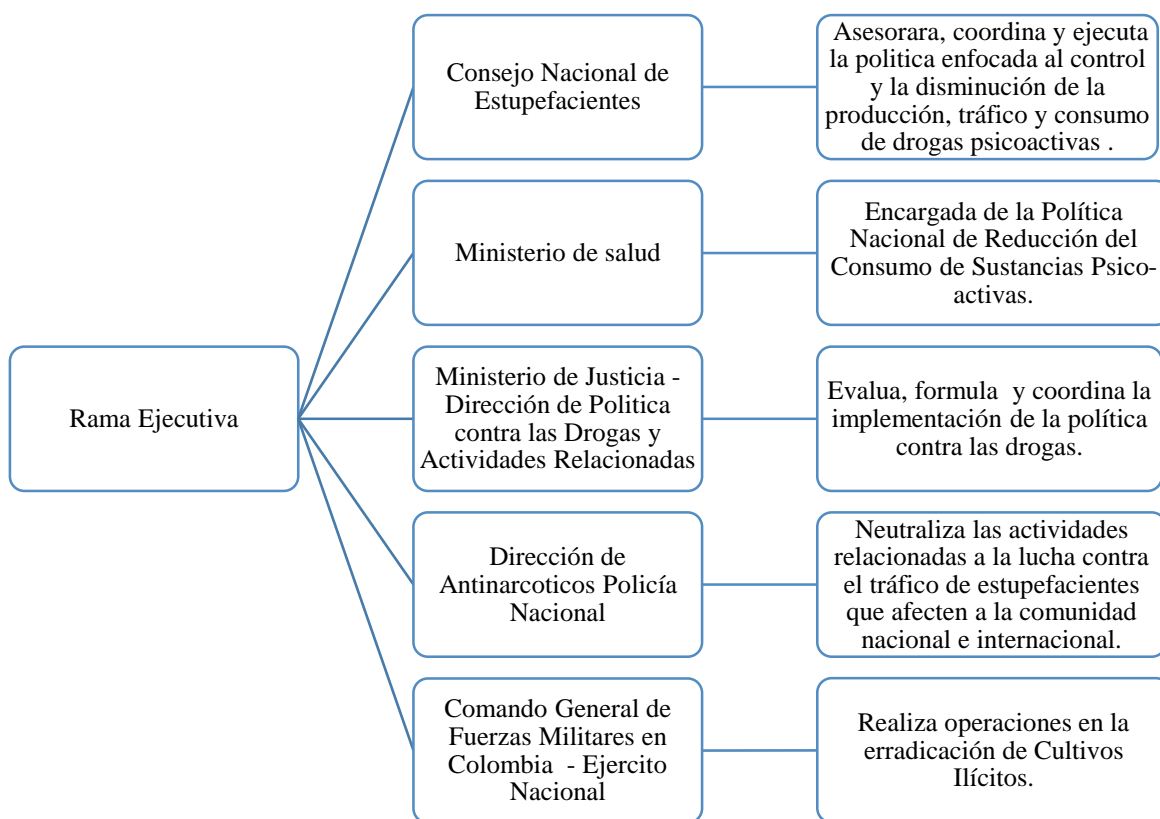 Rama Ejecutiva
Consejo Nacional de
Estupefacientes
Asesorara, coordina y ejecuta
la politica enfocada al control
y la disminución de la
producción, tráfico y consumo
de drogas psicoactivas .
Ministerio de salud
Encargada de la Política
Nacional de Reducción del
Consumo de Sustancias Psico-
activas.
Ministerio de Justicia -
Dirección de Politica
contra las Drogas y
Actividades Relacionadas
Evalua, formula y coordina la
implementación de la política
contra las drogas.
Dirección de
Antinarcoticos Policía
Nacional
Neutraliza las actividades
relacionadas a la lucha contra
el tráfico de estupefacientes
que afecten a la comunidad
nacional e internacional.
Comando General de
Fuerzas Militares en
Colombia - Ejercito
Nacional
Realiza operaciones en la
erradicación de Cultivos
Ilícitos.